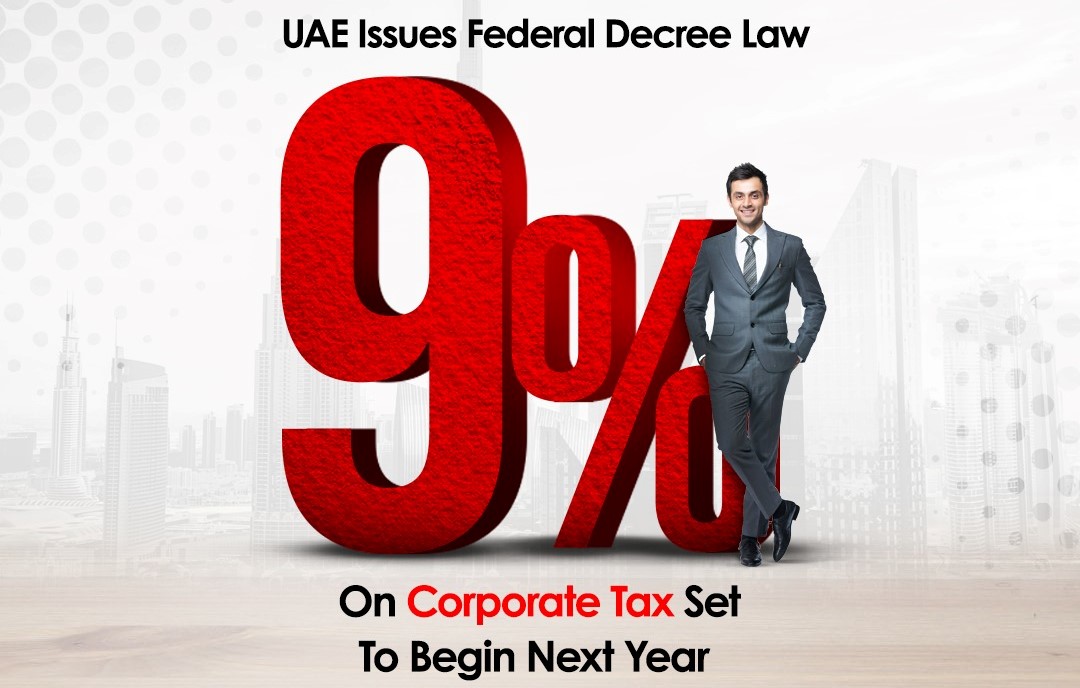 UAE Issues Federal Decree Law
9%
On Corporate Tax Set
To Begin Next Year